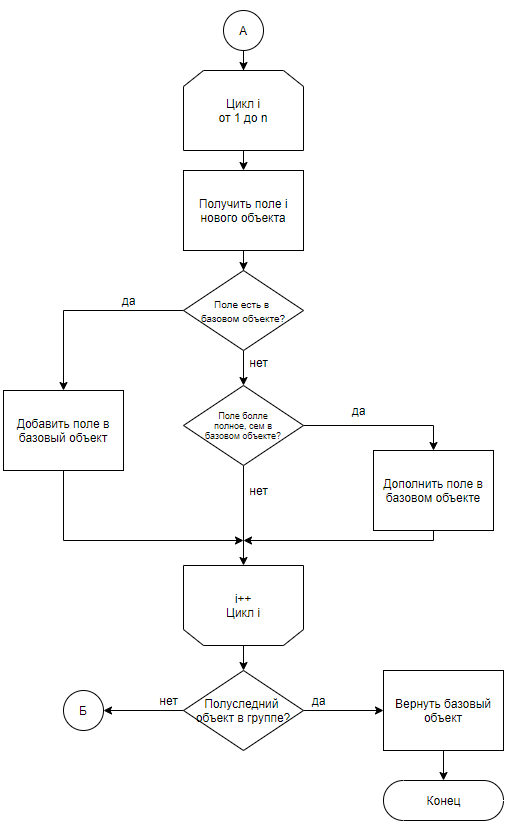 А
Цикл i
от 1 до n
Получить поле i
нового объекта
Поле есть в
базовом объекте?
да
нет
Добавить поле в
базовый объект
Поле болле
полное, сем в
базовом объекте?
да
нет
Дополнить поле в
базовом объекте
i++
Цикл i
Полуследний
объект в группе?
нет
да
Б
Вернуть базовый
объект
Конец